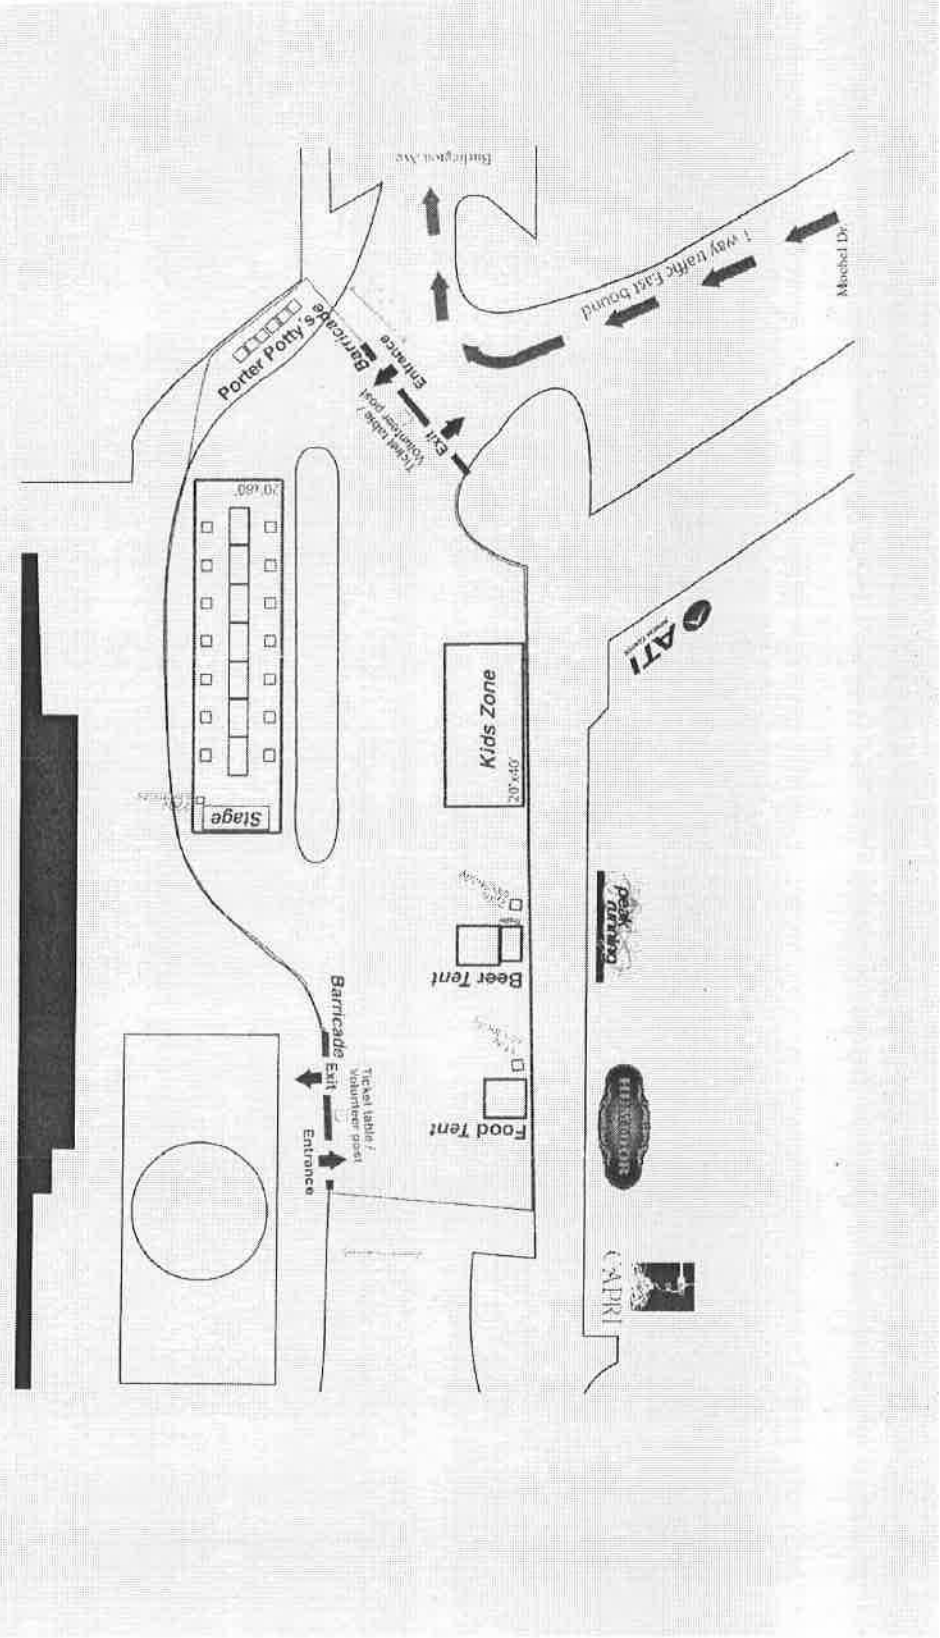 Burlington Ave
Mochel Dr.
1 way traffic East bound
Porter Potty's
Barricade
Entrance
Ticket table /
Volunteer post
Exit
20'x80'
Stage
ATI
Kids Zone
20'x40'
peak
running
Beer Tent
Barricade
Exit
Ticket table /
Volunteer post
Entrance
Food Tent
CAPRI